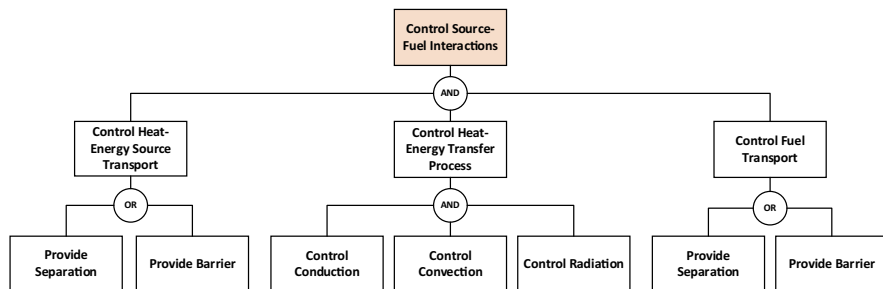 Control Source-
Fuel Interactions
AND
Control Heat-
Energy Source
Transport
Control Heat-
Energy Transfer
Process
Control Fuel
Transport
OR
AND
OR
Provide
Separation
Provide Barrier
Control
Conduction
Control
Convection
Control Radiation
Provide
Separation
Provide Barrier